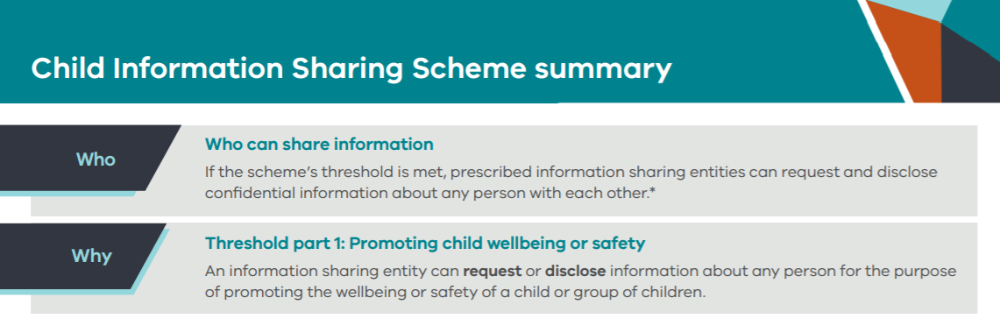 Child Information Sharing Scheme summary
Who
Who can share information
If the scheme's threshold is met, prescribed information sharing entities can request and disclose
confidential information about any person with each other.*
Why
Threshold part 1: Promoting child wellbeing or safety
An information sharing entity can request or disclose information about any person for the purpose
of promoting the wellbeing or safety of a child or group of children.